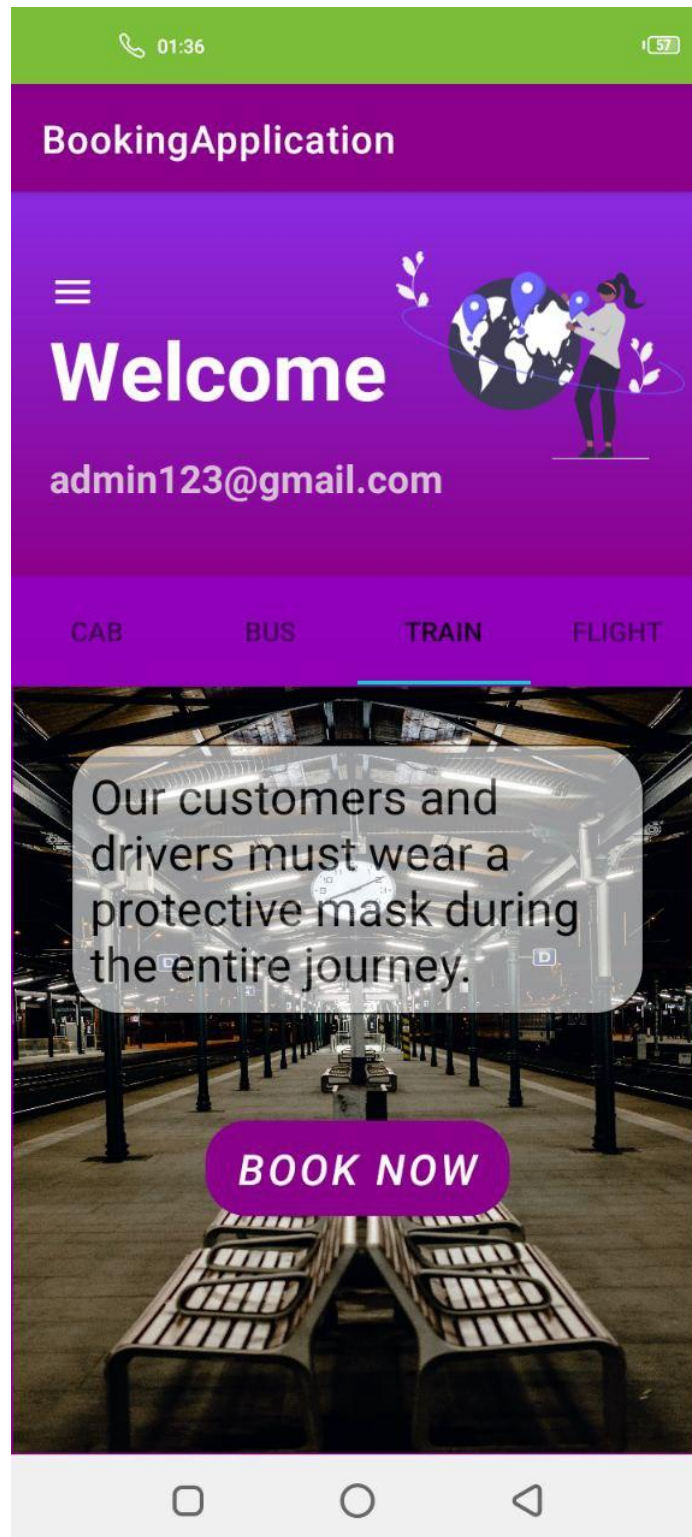 01:36
57
BookingApplication
Welcome
admin123@gmail.com
CAB BUS TRAIN FLIGHT
Our customers and
drivers must wear a
protective mask during
the entire journey.
D D
BOOK NOW